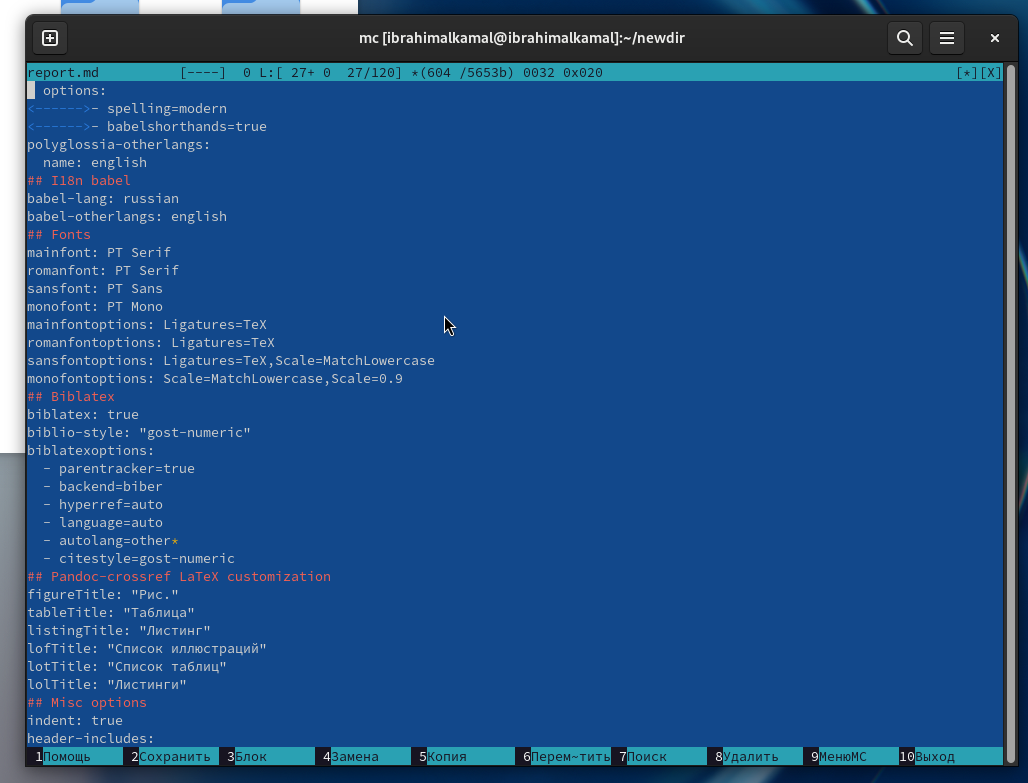 mc [ibrahimalkamal@ibrahimalkamal]:~/newdir
report.md [----] 0 L:[ 27+ 0 27/120] *(604 /5653b) 0032 0x020 [*][X]
options:
<------>- spelling=modern
<------>- babelshorthands=true
polyglossia-otherlangs:
name: english
## I18n babel
babel-lang: russian
babel-otherlangs: english
## Fonts
mainfont: PT Serif
romanfont: PT Serif
sansfont: PT Sans
monofont: PT Mono
mainfontoptions: Ligatures=TeX
romanfontoptions: Ligatures=TeX
sansfontoptions: Ligatures=TeX,Scale=MatchLowercase
monofontoptions: Scale=MatchLowercase,Scale=0.9
## Biblatex
biblatex: true
biblio-style: "gost-numeric"
biblatexoptions:
- parentracker=true
- backend=biber
- hyperref=auto
- language=auto
- autolang=other*
- citestyle=gost-numeric
## Pandoc-crossref LaTeX customization
figureTitle: "Рис."
tableTitle: "Таблица"
listingTitle: "Листинг"
lofTitle: "Список иллюстраций"
lotTitle: "Список таблиц"
lolTitle: "Листинги"
## Misc options
indent: true
header-includes:
1Помощь 2Сохранить 3Блок 4Замена 5Копия 6Перем~тить 7Поиск 8Удалить 9МенюМС 10Выход